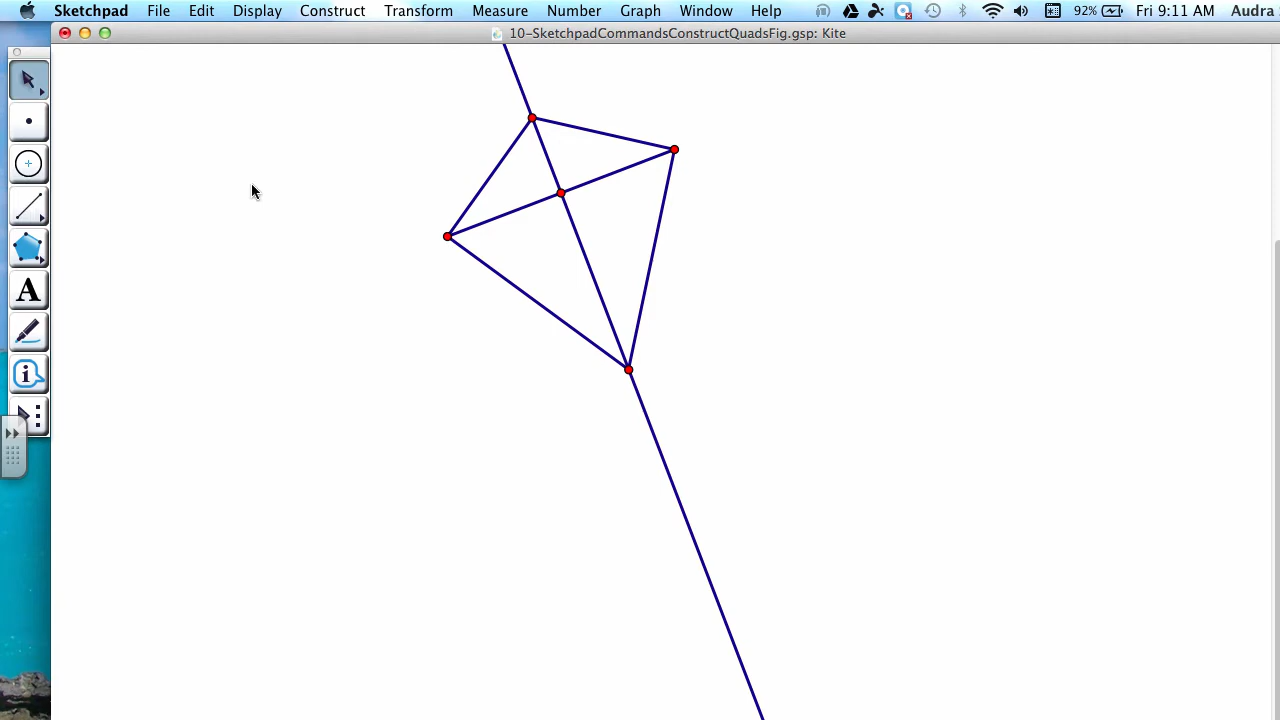 Sketchpad File Edit Display Construct Transform Measure Number Graph Window Help 92% Fri 9:11 AM Audra
10-SketchpadCommandsConstructQuadsFig.gsp: Kite
A
i